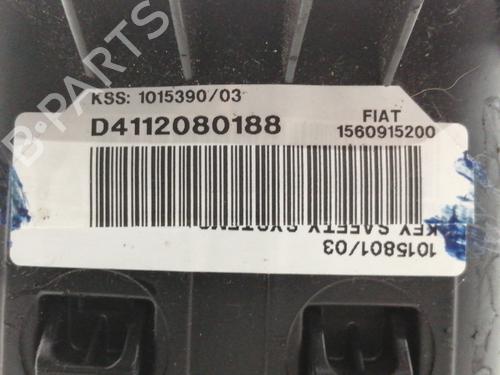 B-PARTS
KSS: 1015390/03
D4112080188
FIAT
1560915200
KEY SAFETY SYSTEMS
1015801/03